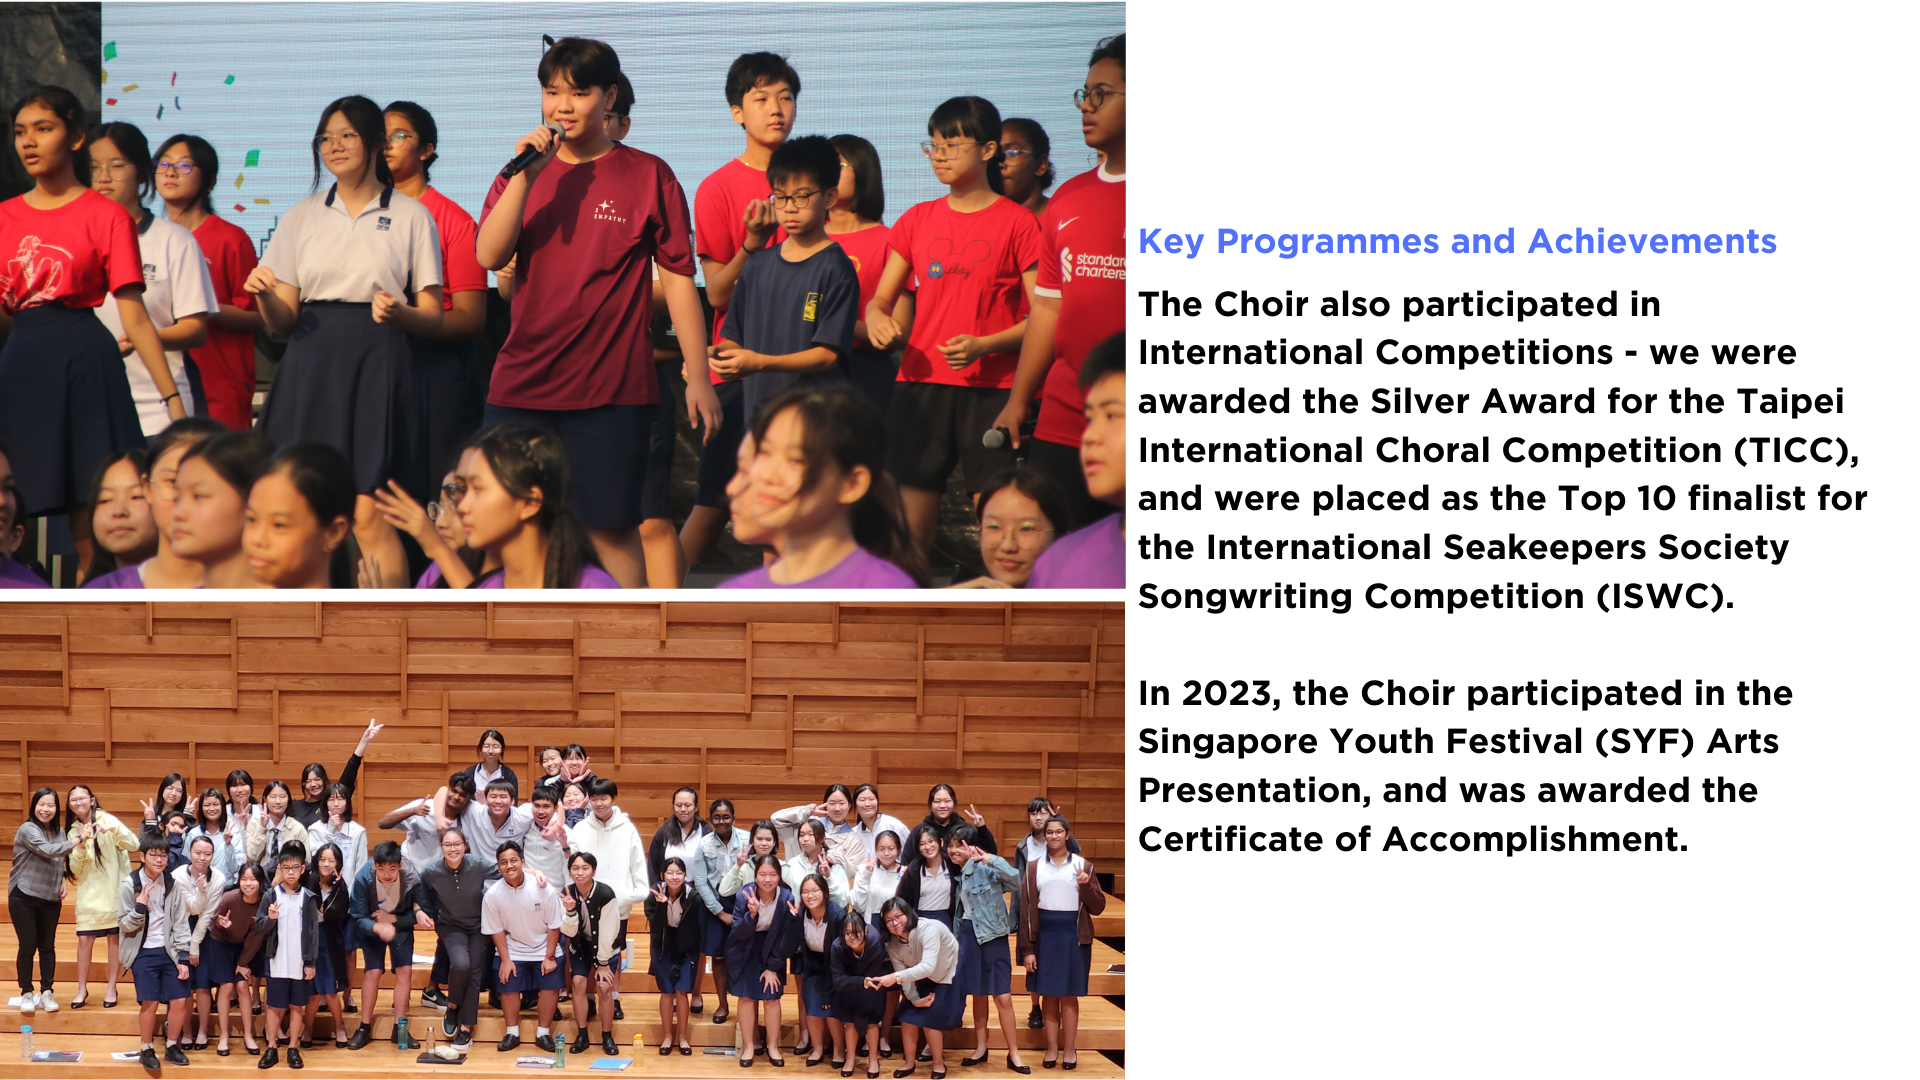 Key Programmes and Achievements
The Choir also participated in
International Competitions - we were
awarded the Silver Award for the Taipei
International Choral Competition (TICC),
and were placed as the Top 10 finalist for
the International Seakeepers Society
Songwriting Competition (ISWC).
In 2023, the Choir participated in the
Singapore Youth Festival (SYF) Arts
Presentation, and was awarded the
Certificate of Accomplishment.
EMPATHY
standard
chartere